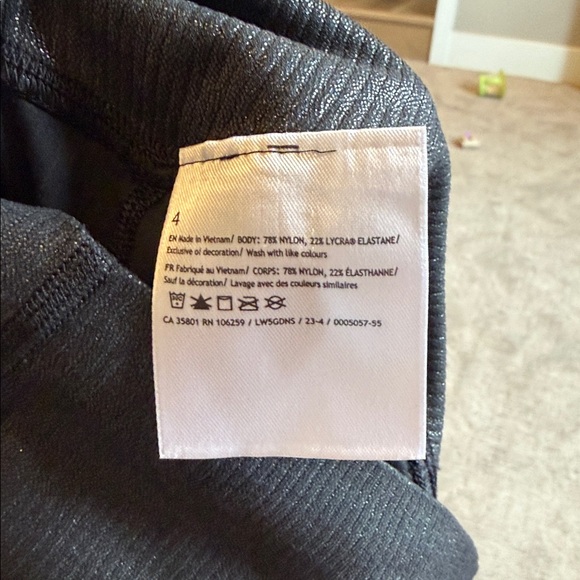 4
EN Made in Vietnam/ BODY: 78% NYLON, 22% LYCRA® ELASTANE/
Exclusive of decoration/ Wash with like colours
FR Fabriqué au Vietnam/ CORPS: 78% NYLON, 22% ÉLASTHANNE/
Sauf la décoration/ Lavage avec des couleurs similaires
CA 35801 RN 106259 / LW5GDNS / 23-4 / 0005057-55